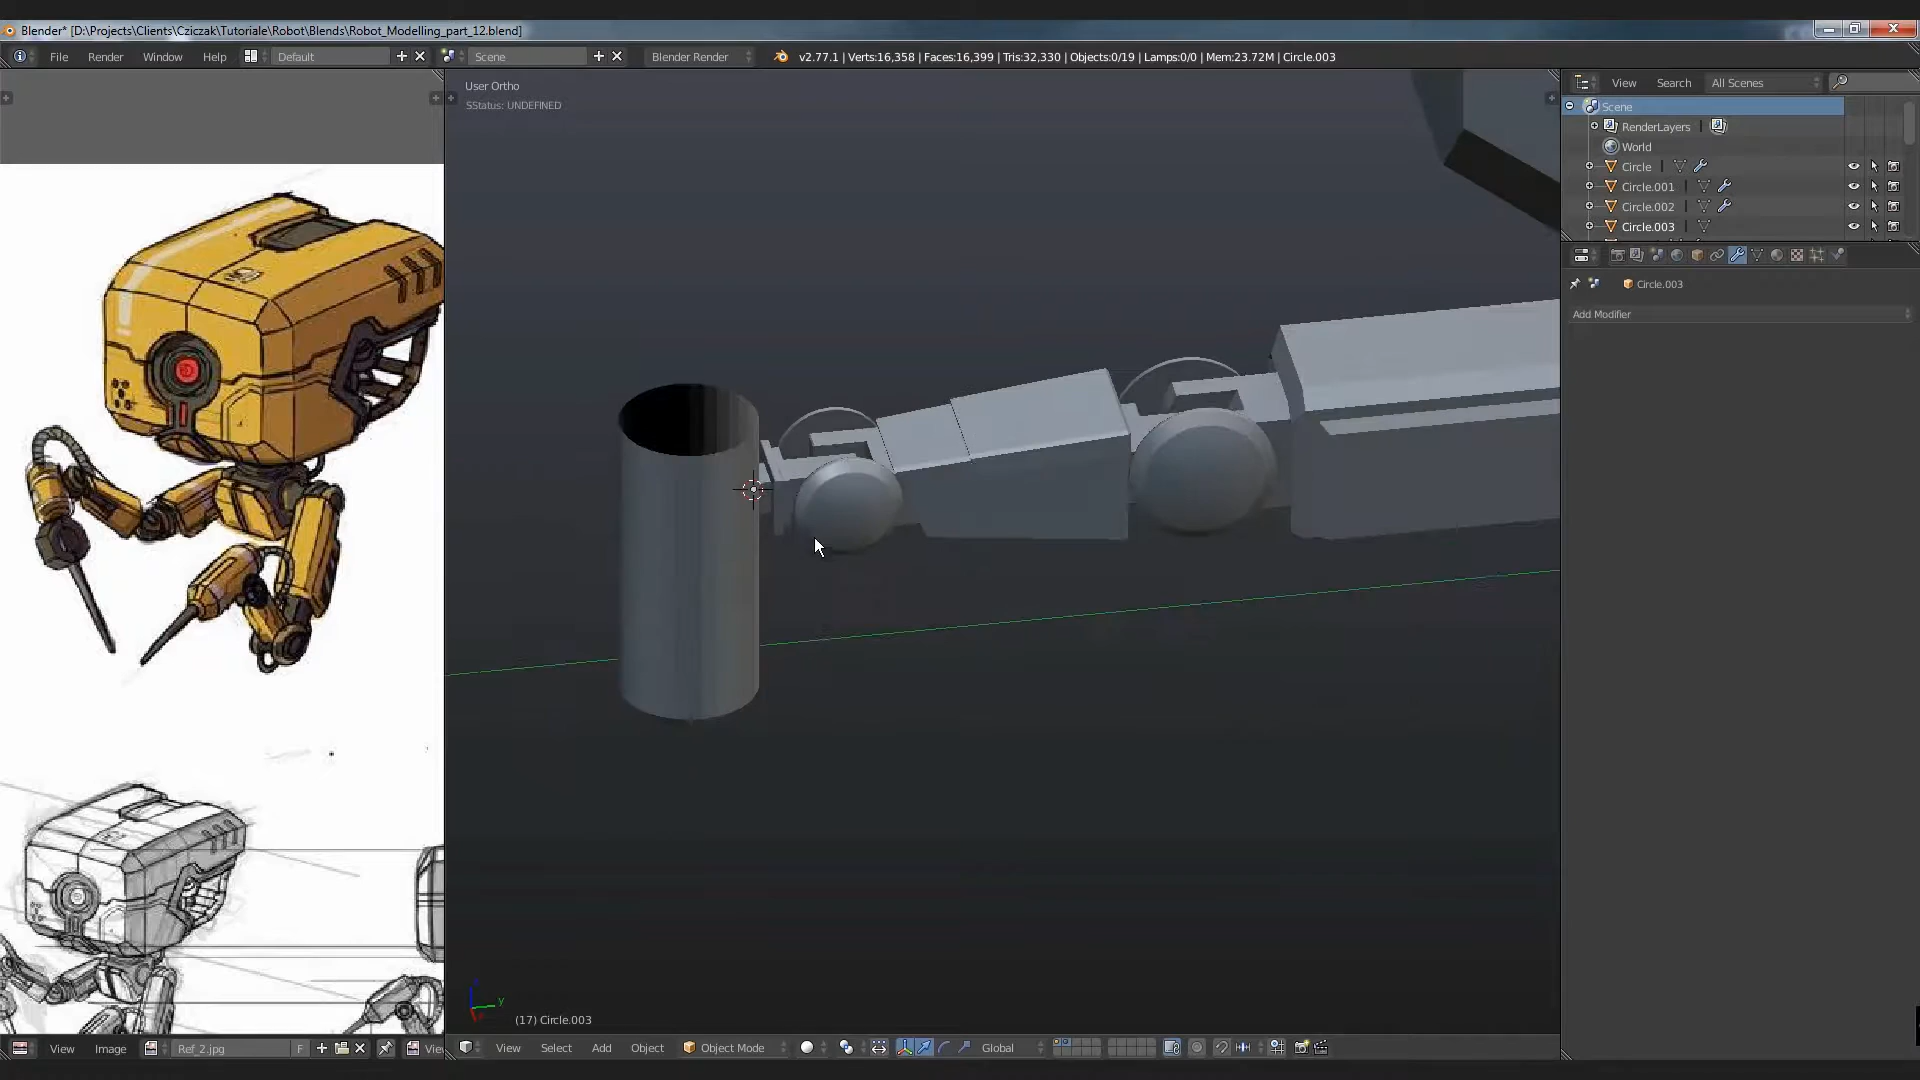 Blender* [D:\Projects\Clients\Cziczak\Tutoriale\Robot\Blends\Robot_Modelling_part_12.blend]
File Render Window Help Default Scene Blender Render v2.77.1 | Verts:16,358 | Faces:16,399 | Tris:32,330 | Objects:0/19 | Lamps:0/0 | Mem:23.72M | Circle.003
User Ortho
SStatus: UNDEFINED
View Search All Scenes
Scene
RenderLayers
World
Circle
Circle.001
Circle.002
Circle.003
Circle.003
Add Modifier
y
(17) Circle.003
View Image Ref_2.jpg F Vie
View Select Add Object Object Mode Global